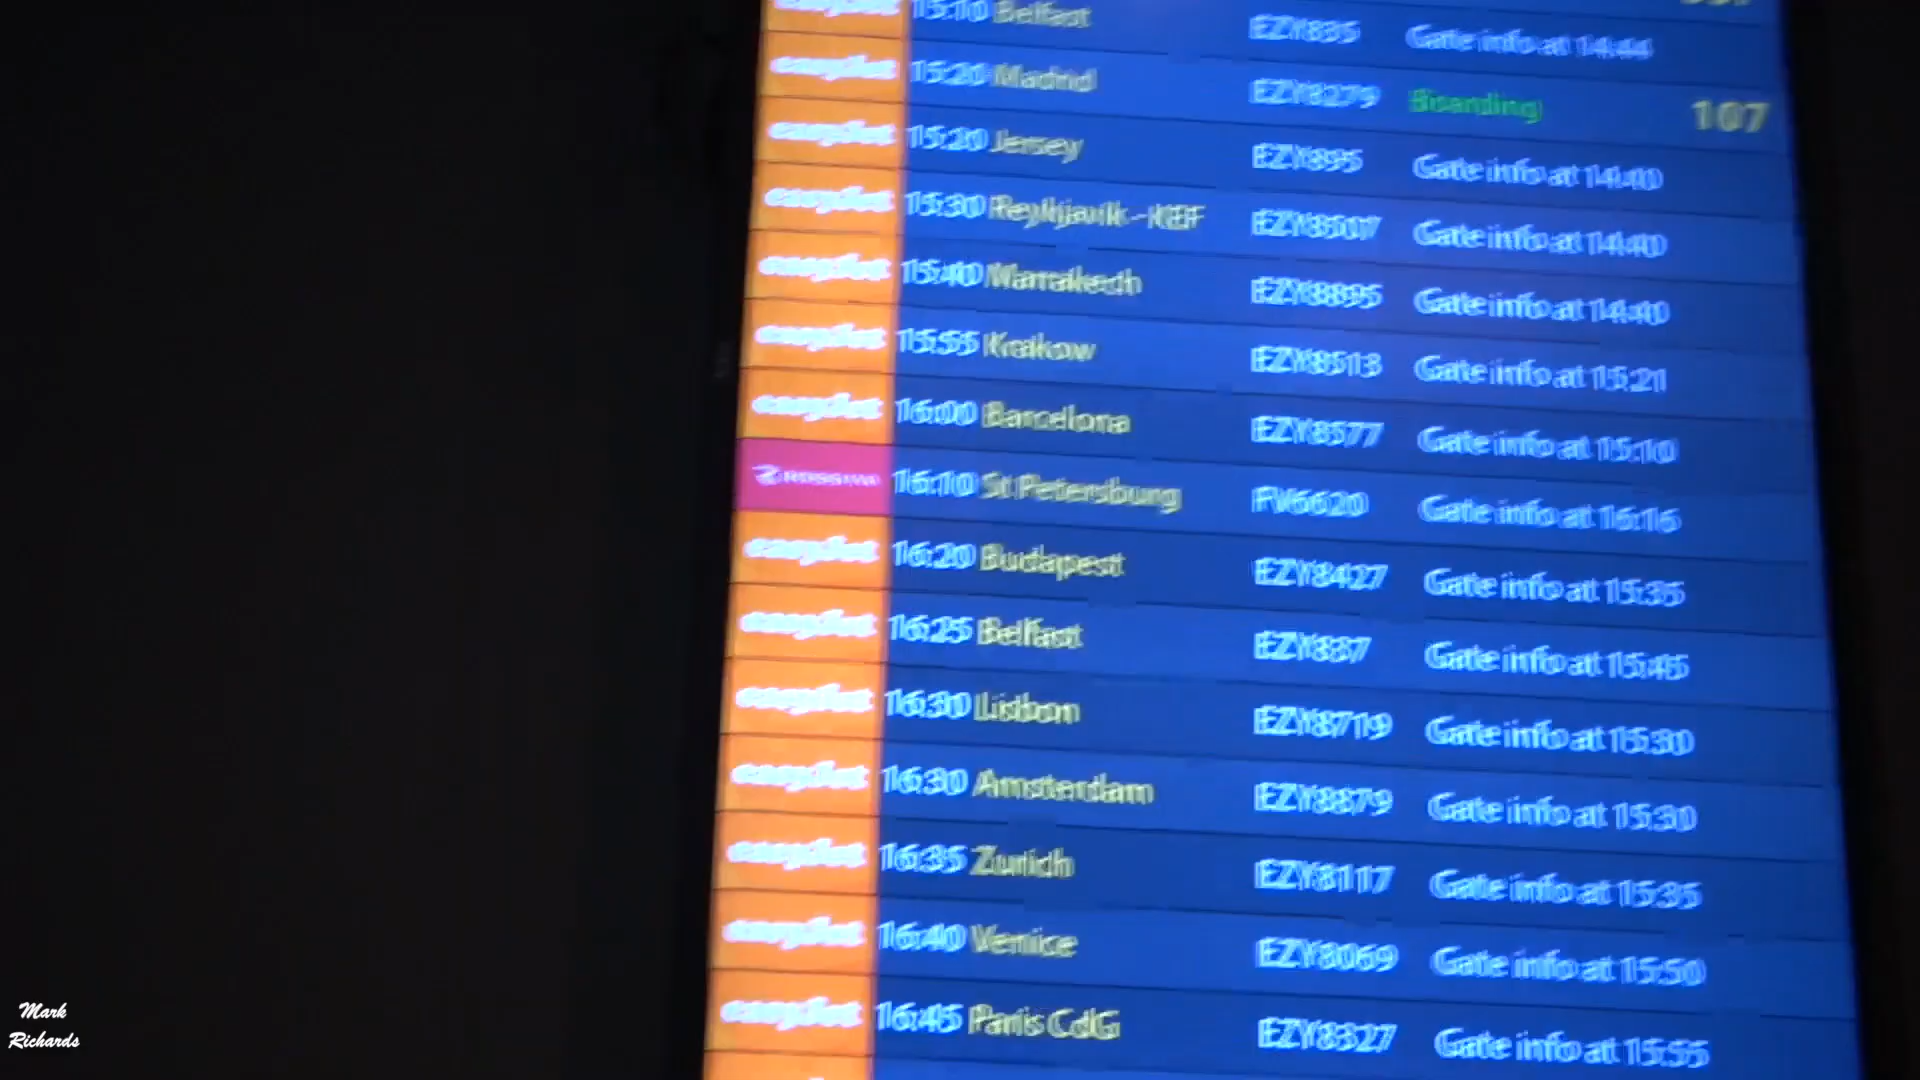 easyJet 15:10 Belfast EZY835 Gate info at 14:44
easyJet 15:20 Madrid EZY8279 Boarding 107
easyJet 15:20 Jersey EZY895 Gate info at 14:40
easyJet 15:30 Reykjavik - KEF EZY8507 Gate info at 14:40
easyJet 15:40 Marrakech EZY8895 Gate info at 14:40
easyJet 15:55 Krakow EZY8513 Gate info at 15:21
easyJet 16:00 Barcelona EZY8577 Gate info at 15:10
ROSSIYA 16:10 St Petersburg FV6620 Gate info at 16:16
easyJet 16:20 Budapest EZY8427 Gate info at 15:35
easyJet 16:25 Belfast EZY837 Gate info at 15:45
easyJet 16:30 Lisbon EZY8719 Gate info at 15:30
easyJet 16:30 Amsterdam EZY8879 Gate info at 15:30
easyJet 16:35 Zurich EZY8117 Gate info at 15:35
easyJet 16:40 Venice EZY8069 Gate info at 15:50
easyJet 16:45 Paris CdG EZY8327 Gate info at 15:55
Mark
Richards